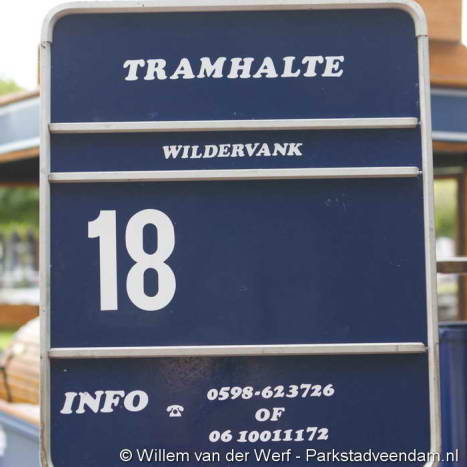 TRAMHALTE
WILDERVANK
18
INFO ☎ 0598-623726
OF
06 10011172
© Willem van der Werf - Parkstadveendam.nl